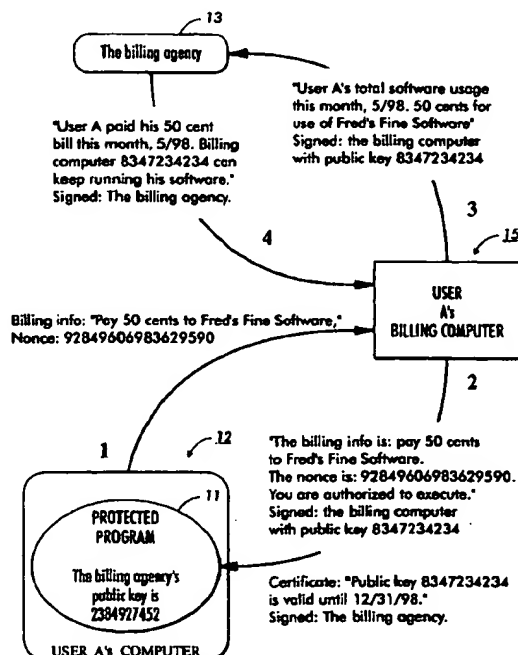 13
The billing agency
"User A's total software usage
this month, 5/98. 50 cents for
use of Fred's Fine Software"
Signed: the billing computer
with public key 8347234234
"User A paid his 50 cent
bill this month, 5/98. Billing
computer 8347234234 can
keep running his software."
Signed: The billing agency.
3
4
15
USER
A's
BILLING COMPUTER
Billing info: "Pay 50 cents to Fred's Fine Software,"
Nonce: 92849606983629590
2
1
12
"The billing info is: pay 50 cents
to Fred's Fine Software.
The nonce is: 92849606983629590.
You are authorized to execute."
Signed: the billing computer
with public key 8347234234
11
PROTECTED
PROGRAM
The billing agency's
public key is
2384927452
Certificate: "Public key 8347234234
is valid until 12/31/98."
Signed: The billing agency.
USER A's COMPUTER